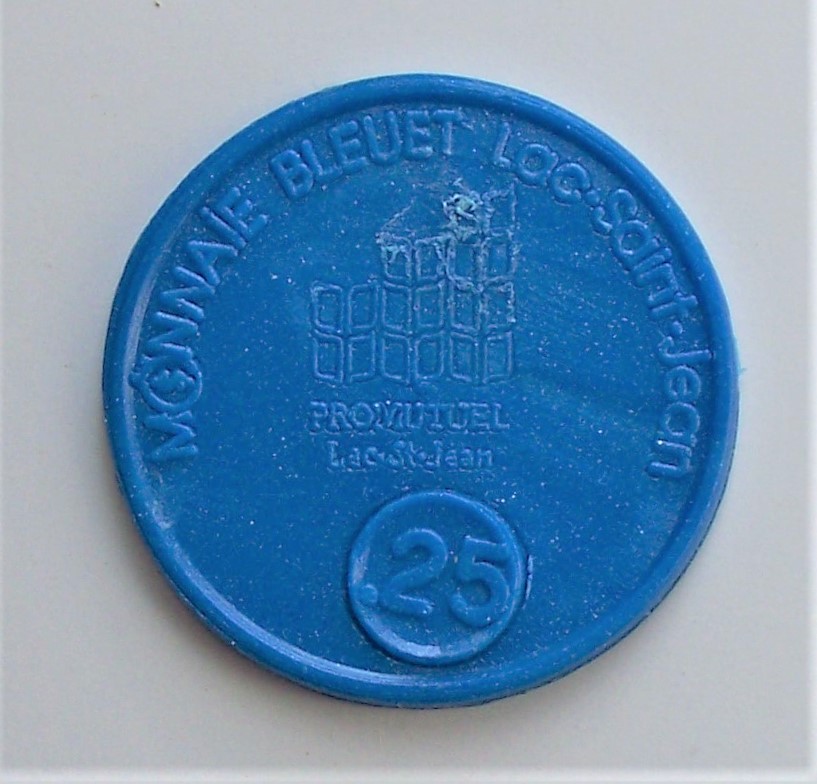 MONNAIE BLEUET Lac-Saint-Jean
PROMUTUEL
Lac-St-Jean
.25